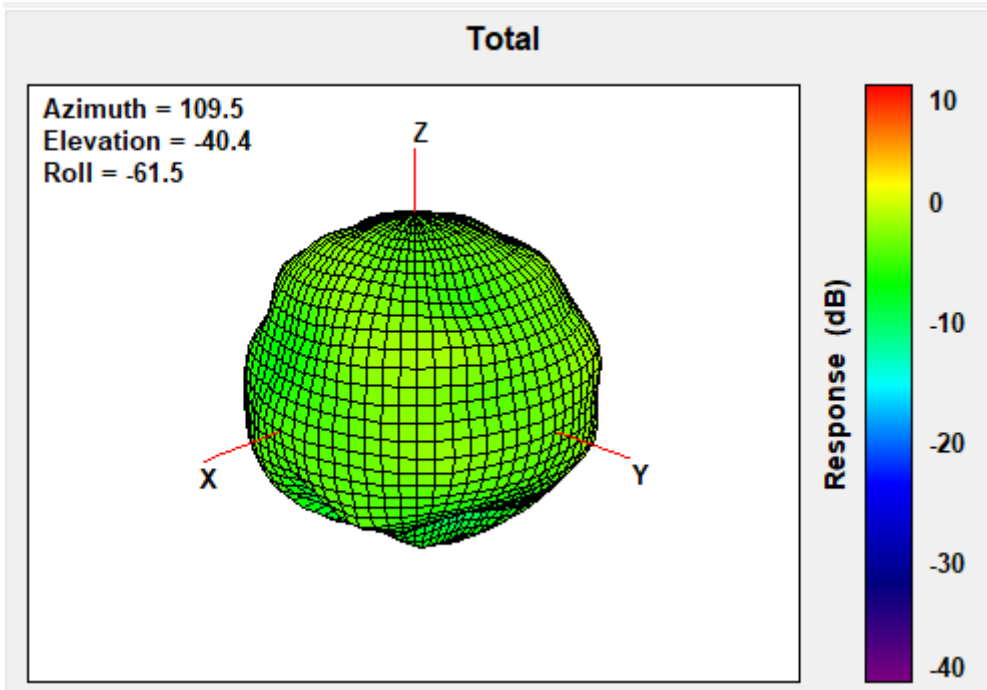 Total
Azimuth = 109.5
Elevation = -40.4
Roll = -61.5
Z
X
Y
10
0
-10
-20
-30
-40
Response (dB)